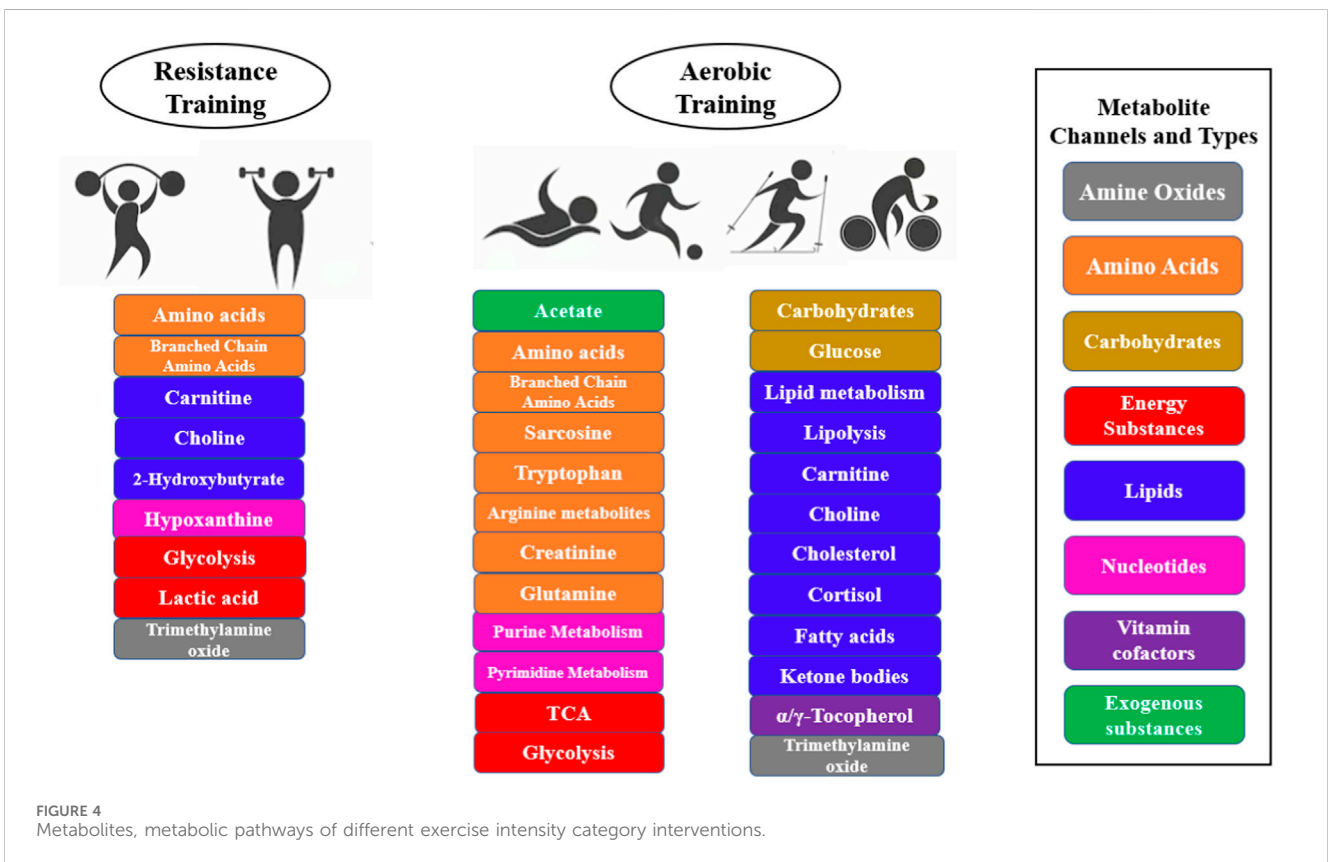 Resistance
Training
Amino acids
Branched Chain
Amino Acids
Carnitine
Choline
2-Hydroxybutyrate
Hypoxanthine
Glycolysis
Lactic acid
Trimethylamine
oxide
Aerobic
Training
Acetate
Amino acids
Branched Chain
Amino Acids
Sarcosine
Tryptophan
Arginine metabolites
Creatinine
Glutamine
Purine Metabolism
Pyrimidine Metabolism
TCA
Glycolysis
Carbohydrates
Glucose
Lipid metabolism
Lipolysis
Carnitine
Choline
Cholesterol
Cortisol
Fatty acids
Ketone bodies
α/γ-Tocopherol
Trimethylamine
oxide
Metabolite
Channels and Types
Amine Oxides
Amino Acids
Carbohydrates
Energy
Substances
Lipids
Nucleotides
Vitamin
cofactors
Exogenous
substances
FIGURE 4
Metabolites, metabolic pathways of different exercise intensity category interventions.